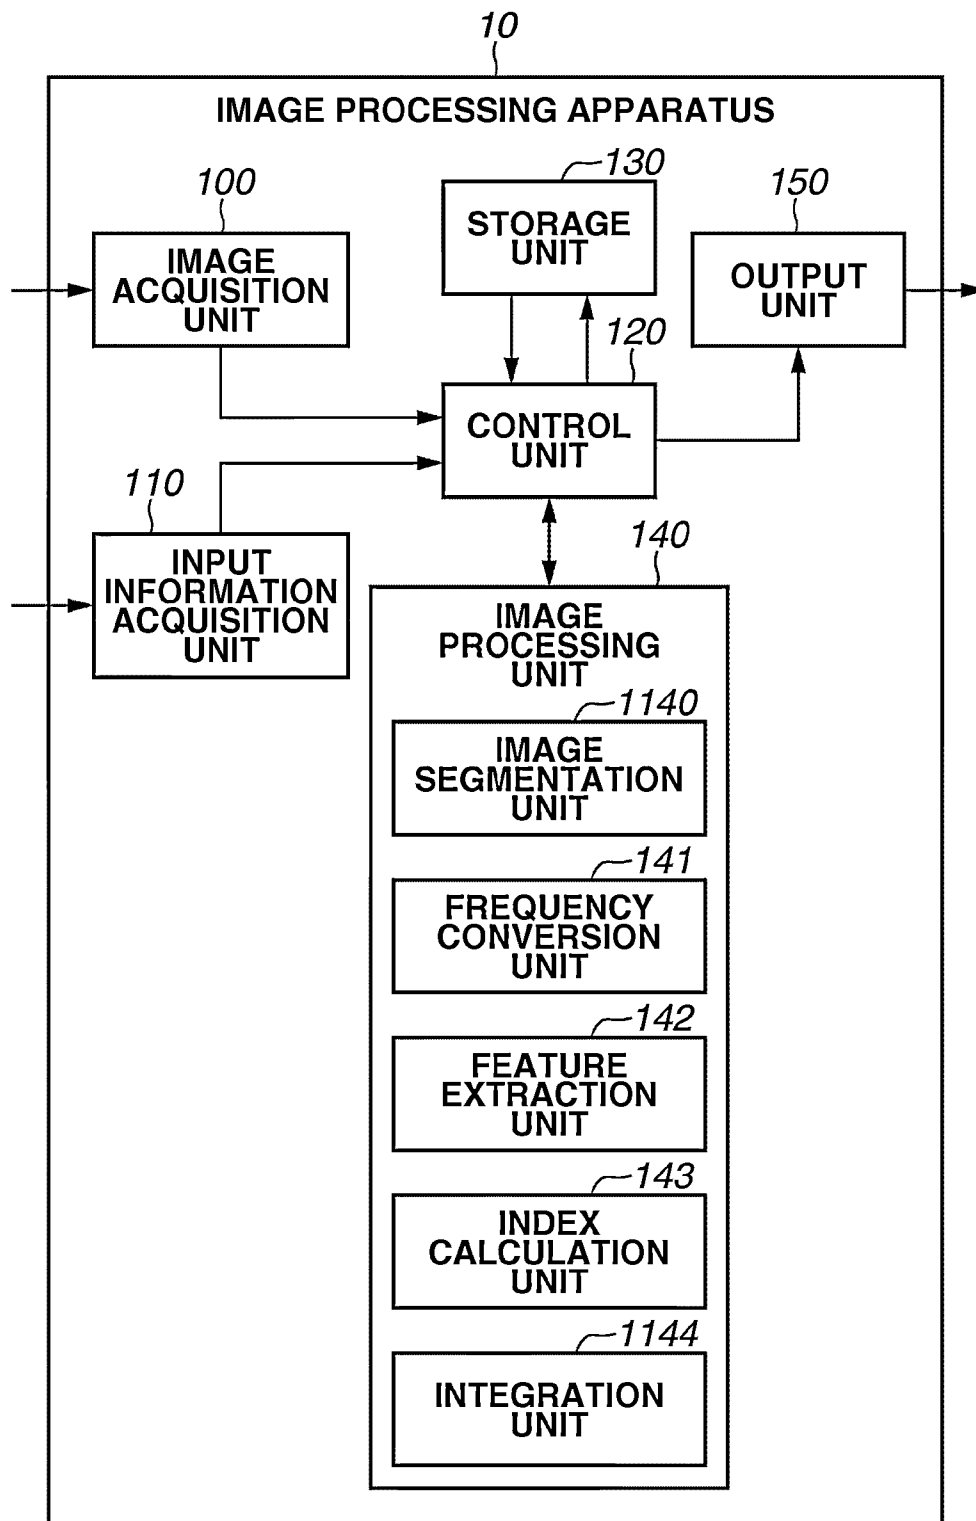 10
IMAGE PROCESSING APPARATUS
100
IMAGE
ACQUISITION
UNIT
130
STORAGE
UNIT
150
OUTPUT
UNIT
120
CONTROL
UNIT
110
INPUT
INFORMATION
ACQUISITION
UNIT
140
IMAGE
PROCESSING
UNIT
1140
IMAGE
SEGMENTATION
UNIT
141
FREQUENCY
CONVERSION
UNIT
142
FEATURE
EXTRACTION
UNIT
143
INDEX
CALCULATION
UNIT
1144
INTEGRATION
UNIT